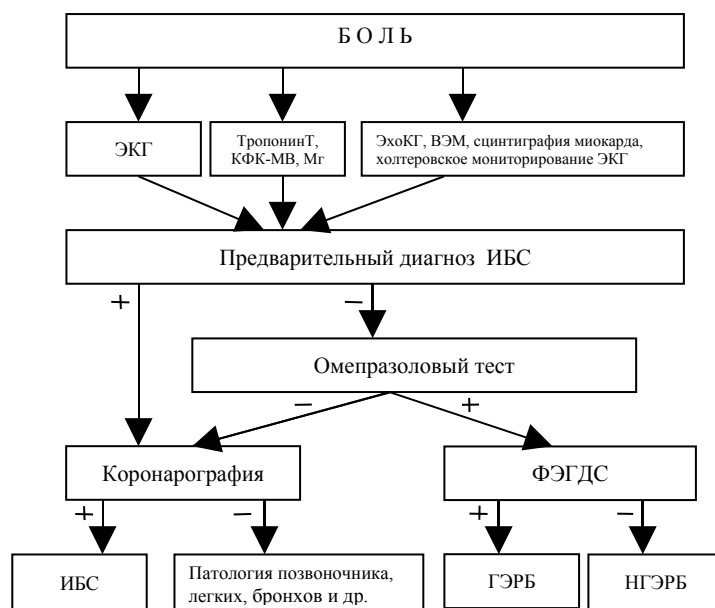 Б О Л Ь
ЭКГ
ТропонинТ,
КФК-МВ, Мг
ЭхоКГ, ВЭМ, сцинтиграфия миокарда,
холтеровское мониторирование ЭКГ
Предварительный диагноз ИБС
+
–
Омепразоловый тест
–
+
Коронарография
ФЭГДС
+
–
+
–
ИБС
Патология позвоночника,
легких, бронхов и др.
ГЭРБ
НГЭРБ